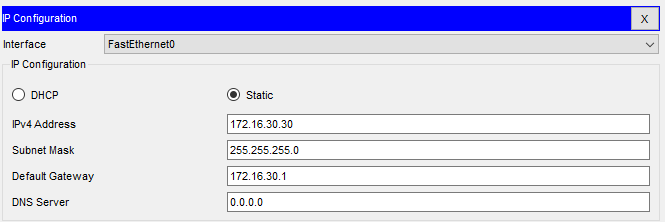 IP Configuration
X
Interface
FastEthernet0
IP Configuration
DHCP
Static
IPv4 Address
172.16.30.30
Subnet Mask
255.255.255.0
Default Gateway
172.16.30.1
DNS Server
0.0.0.0